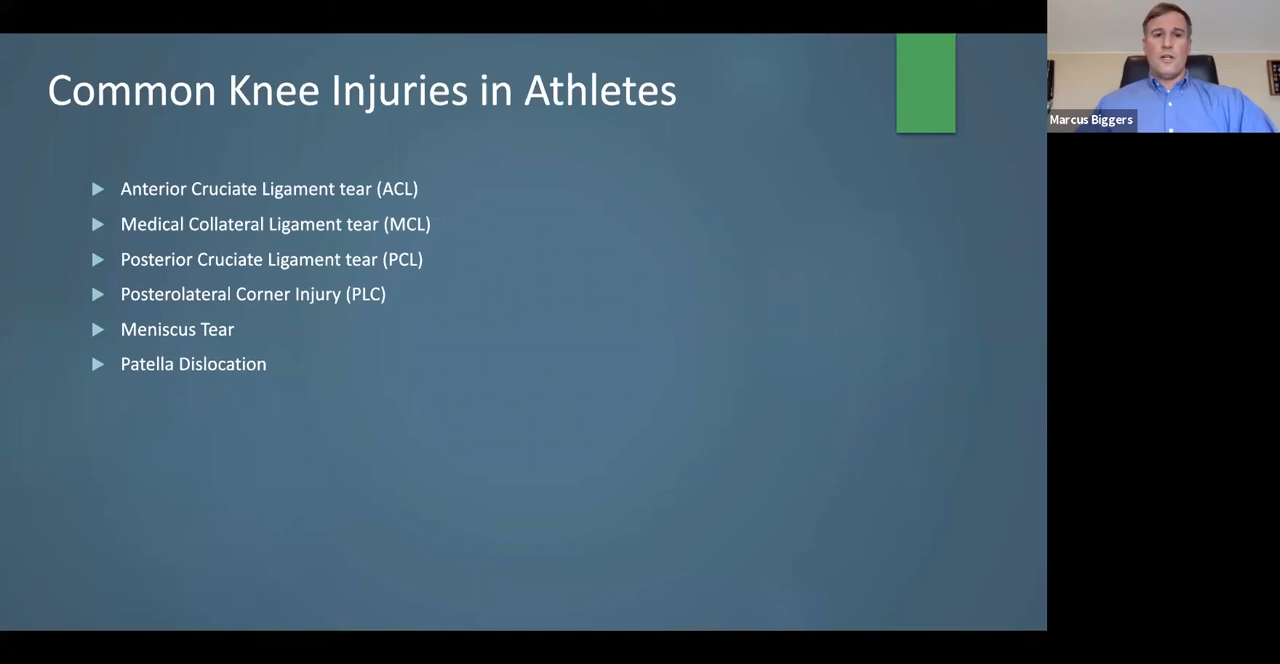 Common Knee Injuries in Athletes
Anterior Cruciate Ligament tear (ACL)
Medical Collateral Ligament tear (MCL)
Posterior Cruciate Ligament tear (PCL)
Posterolateral Corner Injury (PLC)
Meniscus Tear
Patella Dislocation
Marcus Biggers